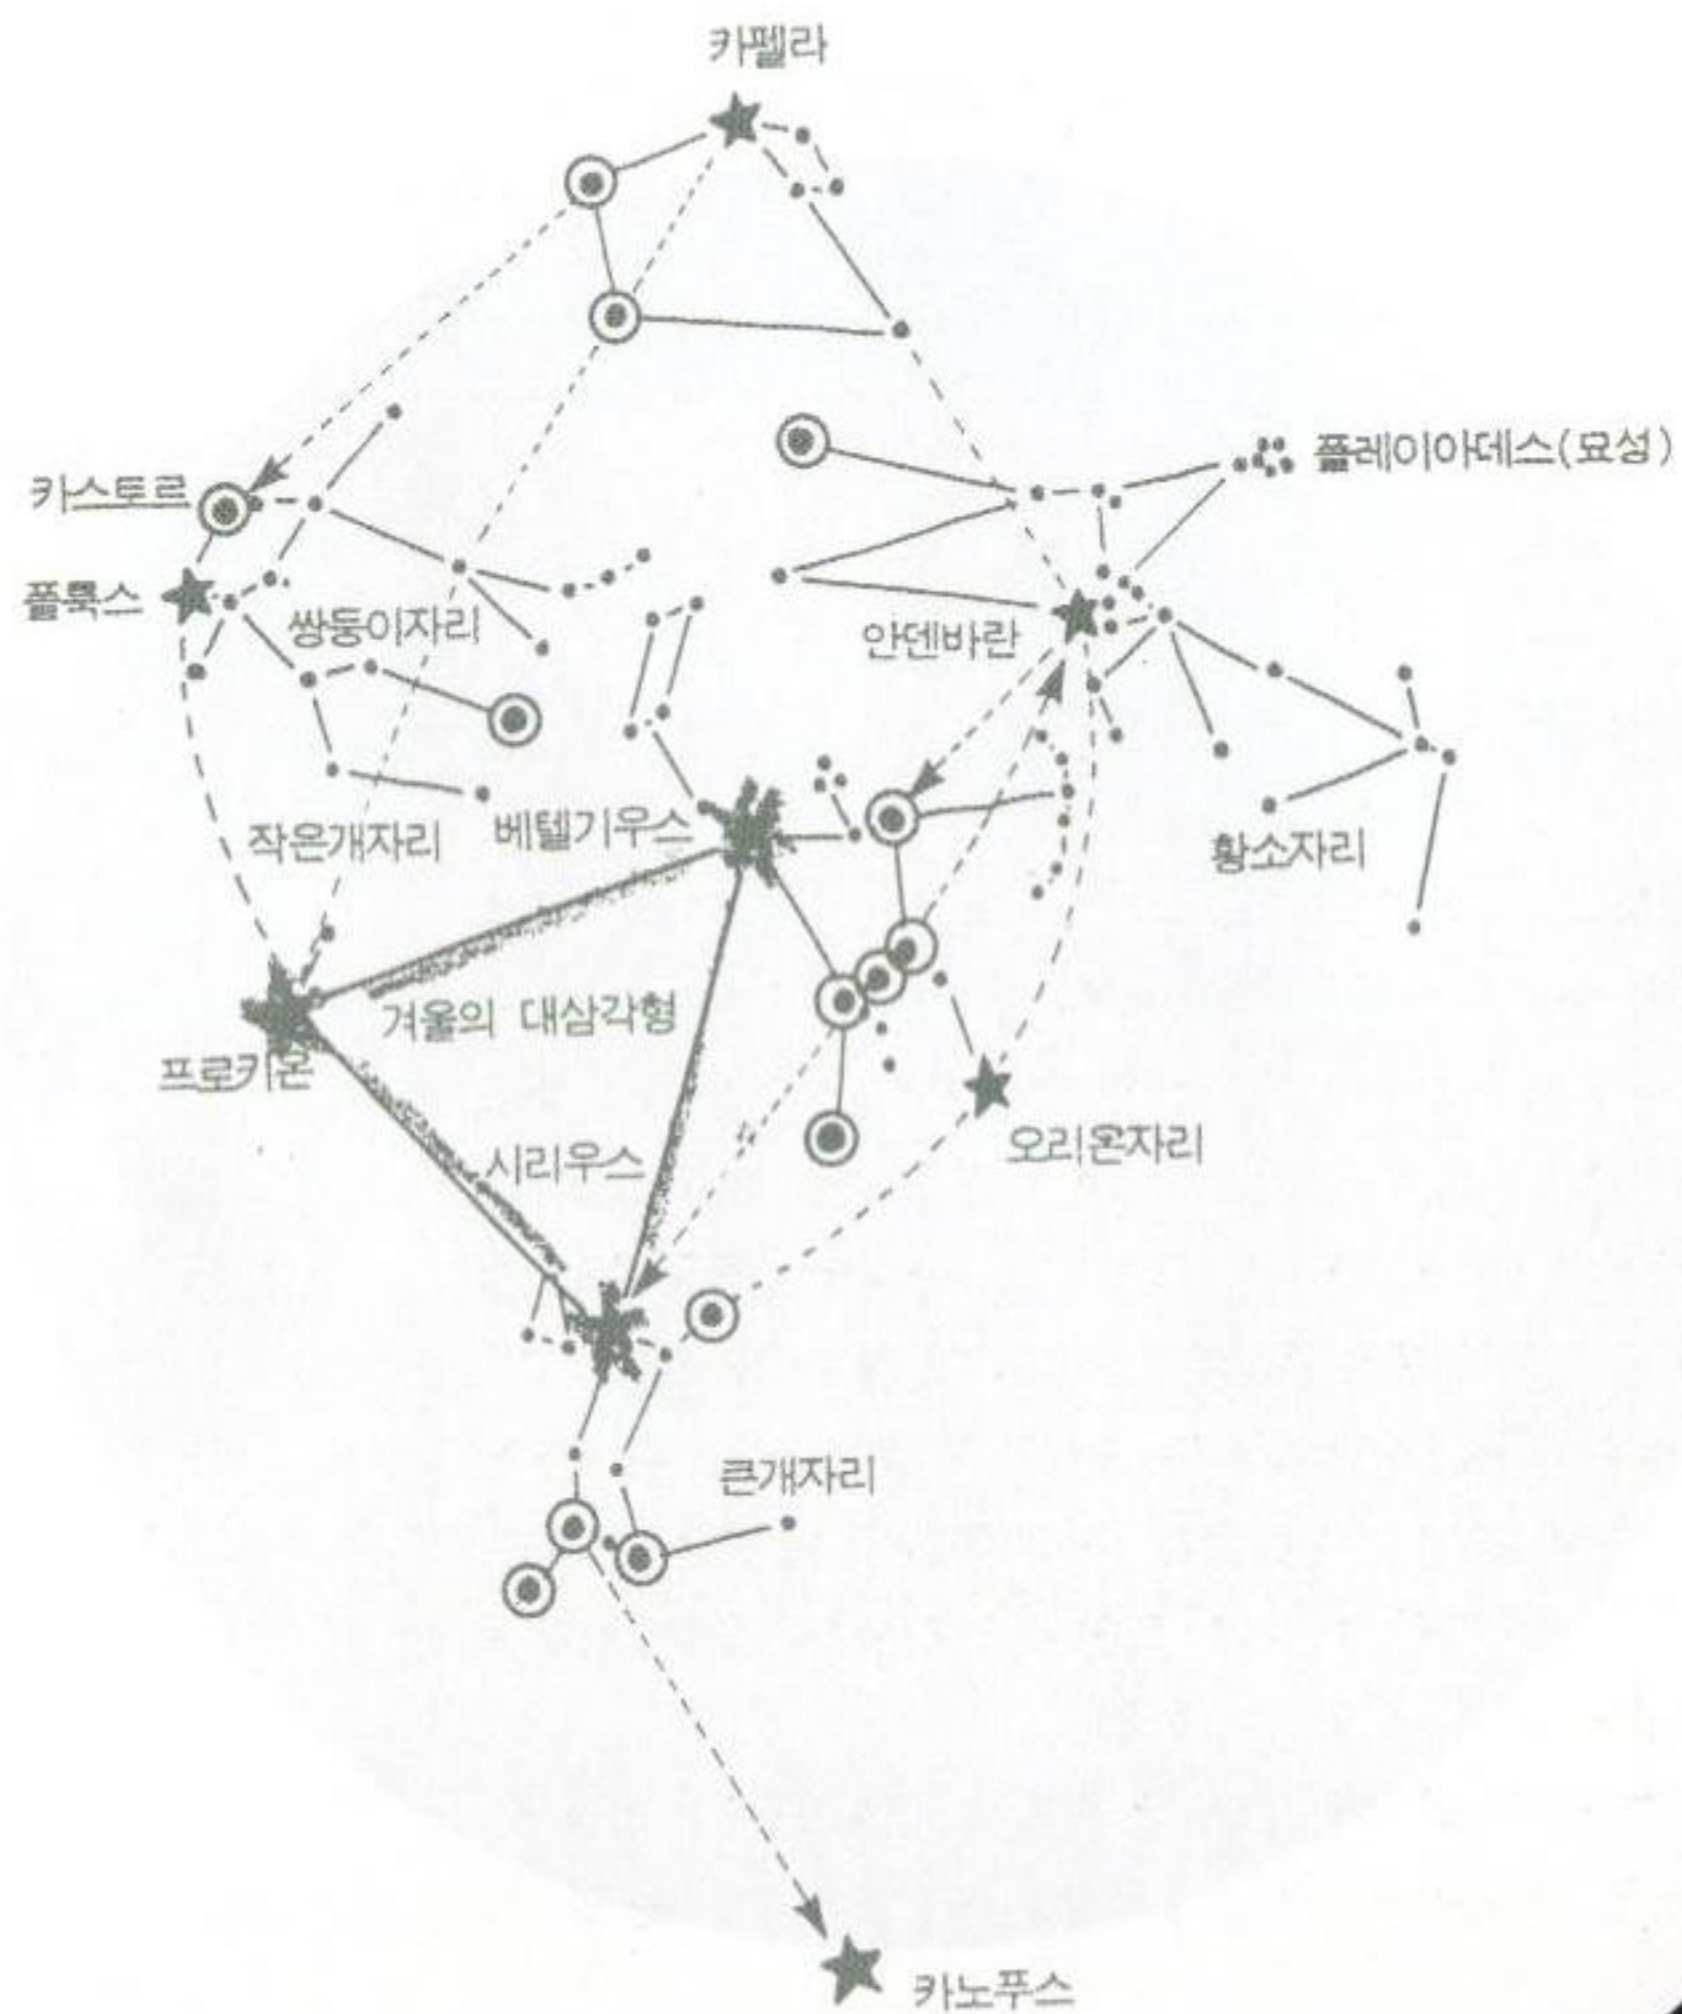 카펠라
플레이아데스(묘성)
카스토르
폴룩스
쌍둥이자리
안덴바란
작은개자리
베텔기우스
황소자리
겨울의 대삼각형
프로키온
시리우스
오리온자리
큰개자리
카노푸스